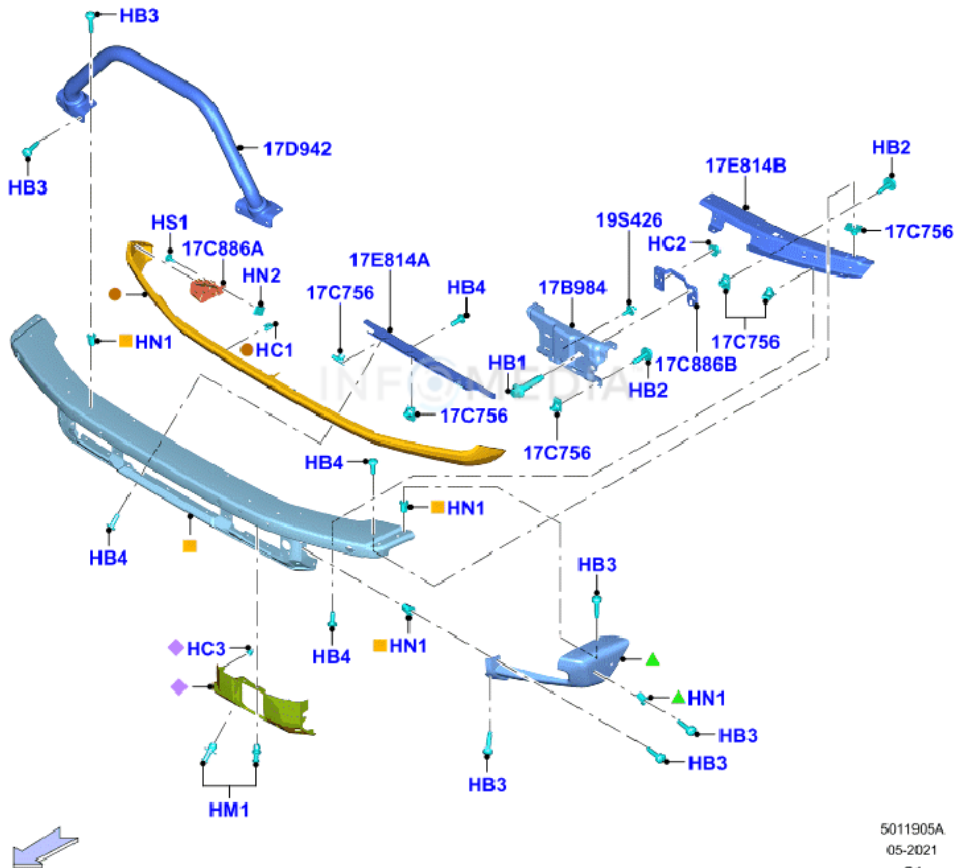 HB3
17D942
HB3
HB2
17E814B
HS1
17C886A
19S426
17C756
HC2
17E814A
HN2
17C756
HB4
17B984
17C756
HN1
HC1
HB1
17C886B
HB2
INFOMEDIA
17C756
17C756
HB4
HN1
HB4
HB3
HC3
HB4
HN1
HN1
HB3
HB3
HB3
HM1
5011905A
05-2021